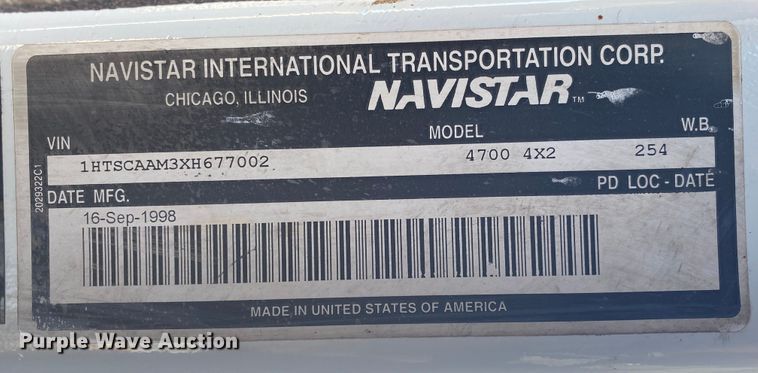 NAVISTAR INTERNATIONAL TRANSPORTATION CORP.
CHICAGO, ILLINOIS NAVISTAR TM
VIN MODEL W.B.
1HTSCAAM3XH677002 4700 4X2 254
DATE MFG. PD LOC - DATE
16-Sep-1998
2029322C1
MADE IN UNITED STATES OF AMERICA
Purple Wave Auction